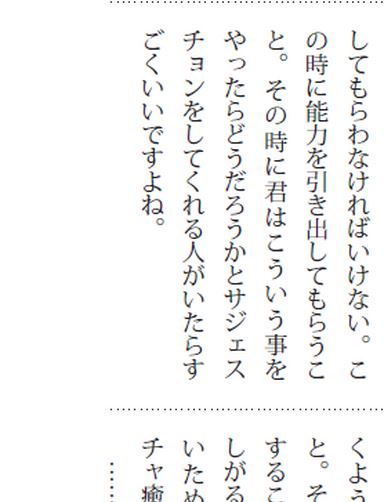 してもらわなければいけない。こ
の時に能力を引き出してもらうこ
と。その時に君はこういう事を
やったらどうだろうかとサジェス
チョンをしてくれる人がいたらす
ごくいいですよね。
くよう
と。そ
するこ
しがる
いため
チャ癒